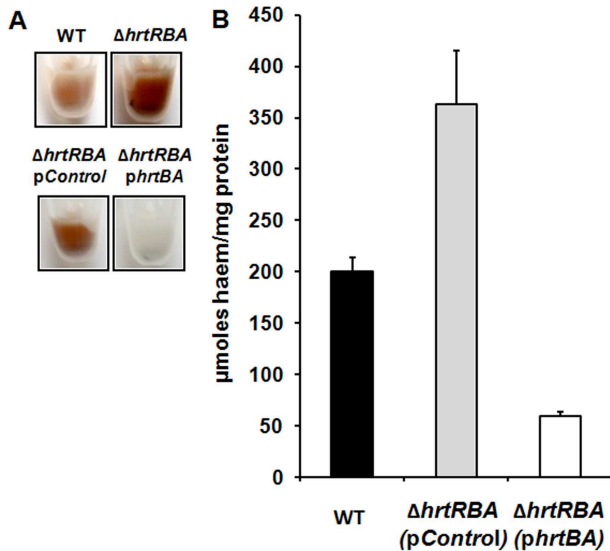 A
WT ΔhrtRBA
ΔhrtRBA ΔhrtRBA
pControl phrtBA
B
μmoles haem/mg protein
450
400
350
300
250
200
150
100
50
0
WT ΔhrtRBA ΔhrtRBA
(pControl) (phrtBA)